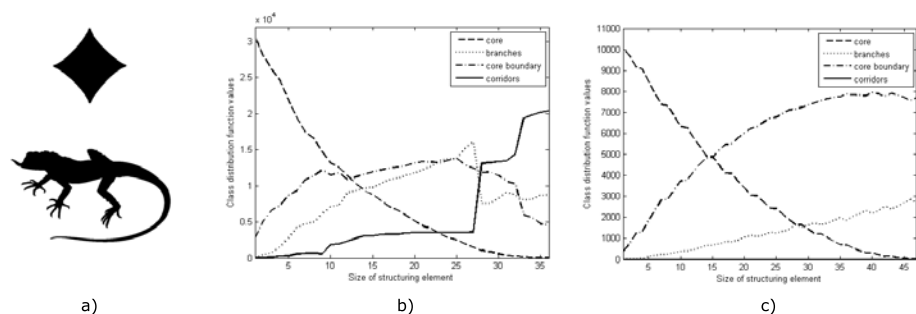 x 10⁴
3
2.5
2
1.5
1
0.5
0
5 10 15 20 25 30 35
Class distribution function values
Size of structuring element
core
branches
core boundary
corridors
11000
10000
9000
8000
7000
6000
5000
4000
3000
2000
1000
0
5 10 15 20 25 30 35 40 45
Class distribution function values
Size of structuring element
core
branches
core boundary
corridors
a) b) c)